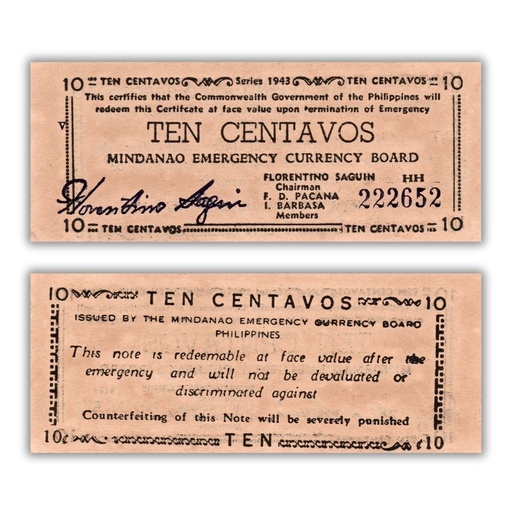 10 TEN CENTAVOS Series 1943 TEN CENTAVOS 10
This certifies that the Commonwealth Government of the Philippines will
redeem this Certifcate at face value upon termination of Emergency
TEN CENTAVOS
MINDANAO EMERGENCY CURRENCY BOARD
FLORENTINO SAGUIN HH
Chairman
F. D. PACANA 222652
I. BARBASA
Members
Florentino Saguin
10 TEN CENTAVOS TEN CENTAVOS 10
10 TEN CENTAVOS 10
ISSUED BY THE MINDANAO EMERGENCY CURRENCY BOARD
PHILIPPINES
This note is redeemable at face value after the
emergency and will not be devaluated or
discriminated against
Counterfeiting of this Note will be severely punished
10¢ TEN ¢10